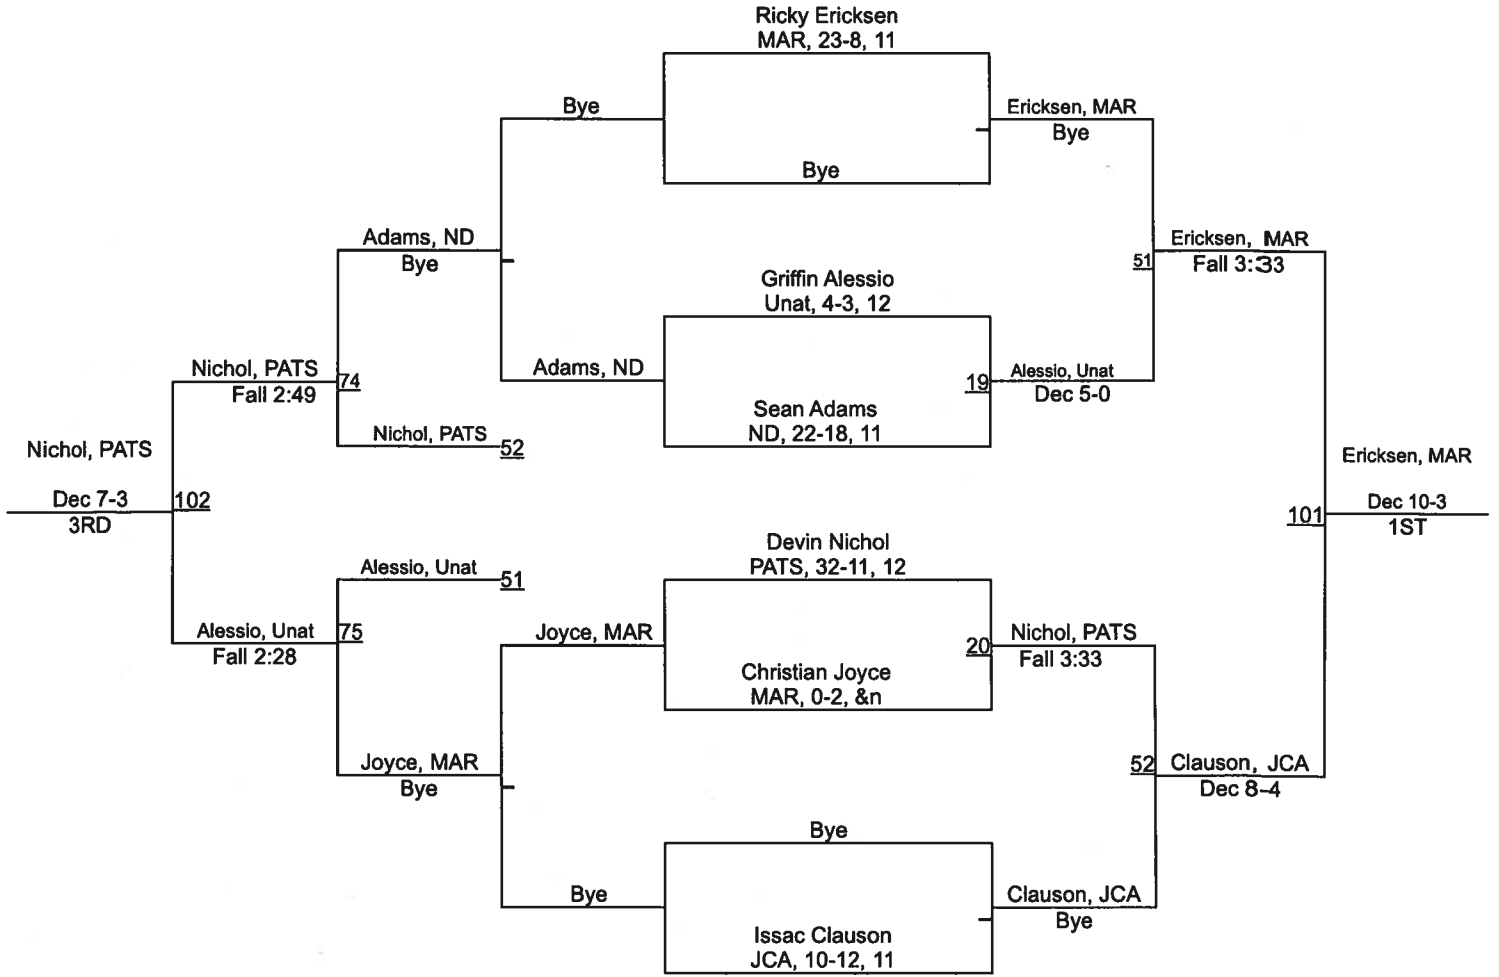 Ricky Ericksen
MAR, 23-8, 11
Bye
Ericksen, MAR
Bye
Bye
Adams, ND
Bye
Ericksen, MAR
51
Fall 3:33
Griffin Alessio
Unat, 4-3, 12
Nichol, PATS
Fall 2:49
74
Adams, ND
19
Alessio, Unat
Dec 5-0
Sean Adams
ND, 22-18, 11
Nichol, PATS
52
Nichol, PATS
Dec 7-3
3RD
102
Ericksen, MAR
101
Dec 10-3
1ST
Devin Nichol
PATS, 32-11, 12
Alessio, Unat
51
Alessio, Unat
Fall 2:28
75
Joyce, MAR
20
Nichol, PATS
Fall 3:33
Christian Joyce
MAR, 0-2, &n
Joyce, MAR
Bye
52
Clauson, JCA
Dec 8-4
Bye
Bye
Clauson, JCA
Bye
Issac Clauson
JCA, 10-12, 11